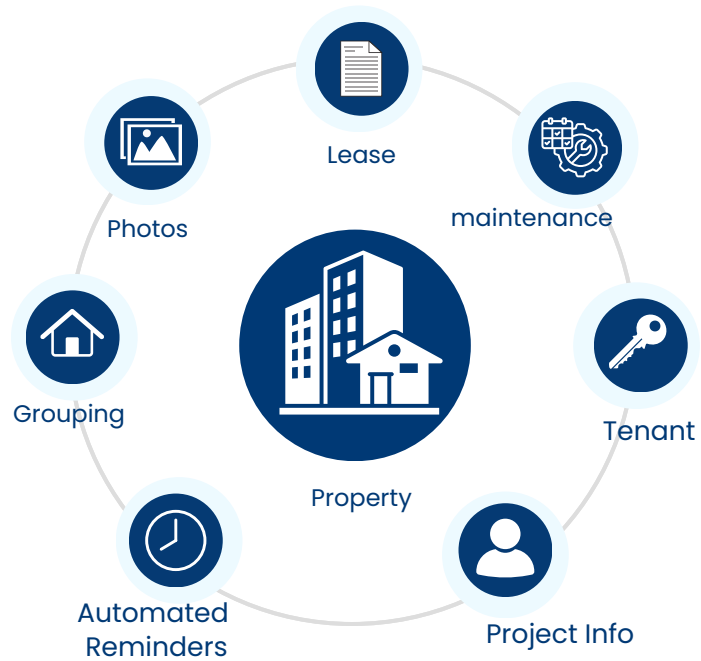 Lease
Photos
maintenance
Grouping
Tenant
Property
Automated
Reminders
Project Info